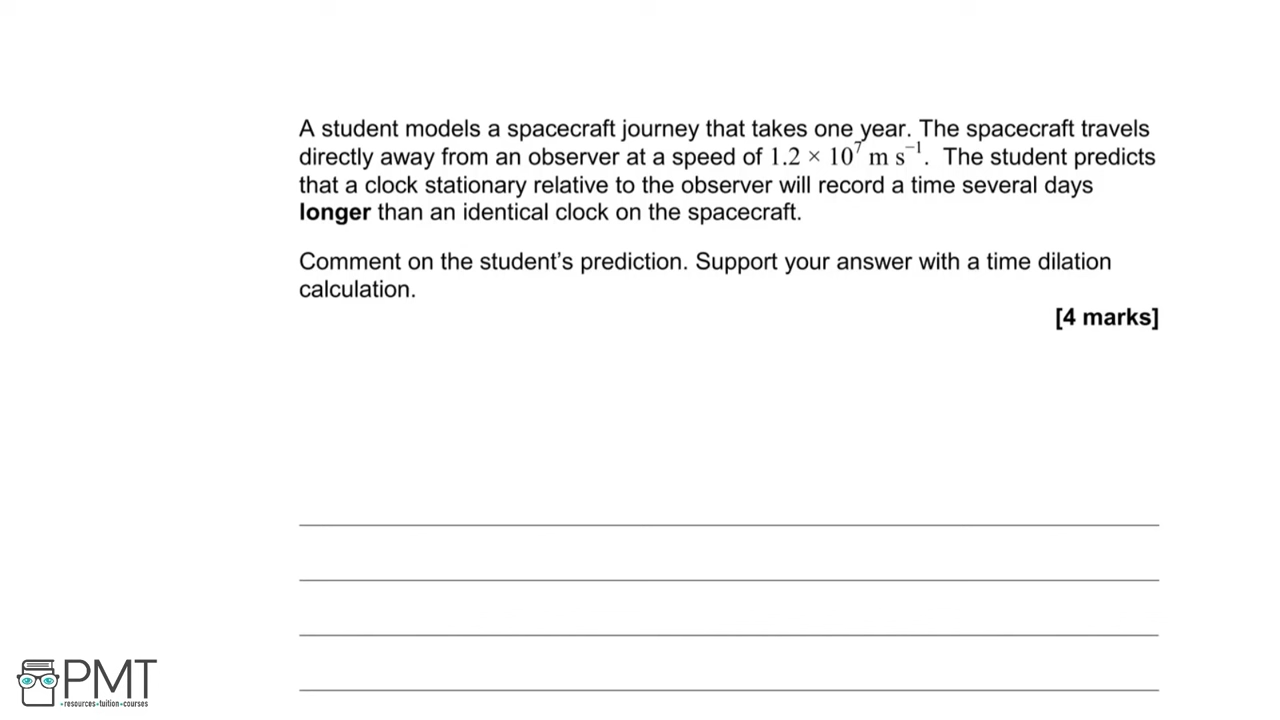 A student models a spacecraft journey that takes one year. The spacecraft travels
directly away from an observer at a speed of 1.2 × 10⁷ m s⁻¹. The student predicts
that a clock stationary relative to the observer will record a time several days
longer than an identical clock on the spacecraft.
Comment on the student's prediction. Support your answer with a time dilation
calculation.
[4 marks]
PMT
•resources•tuition•courses